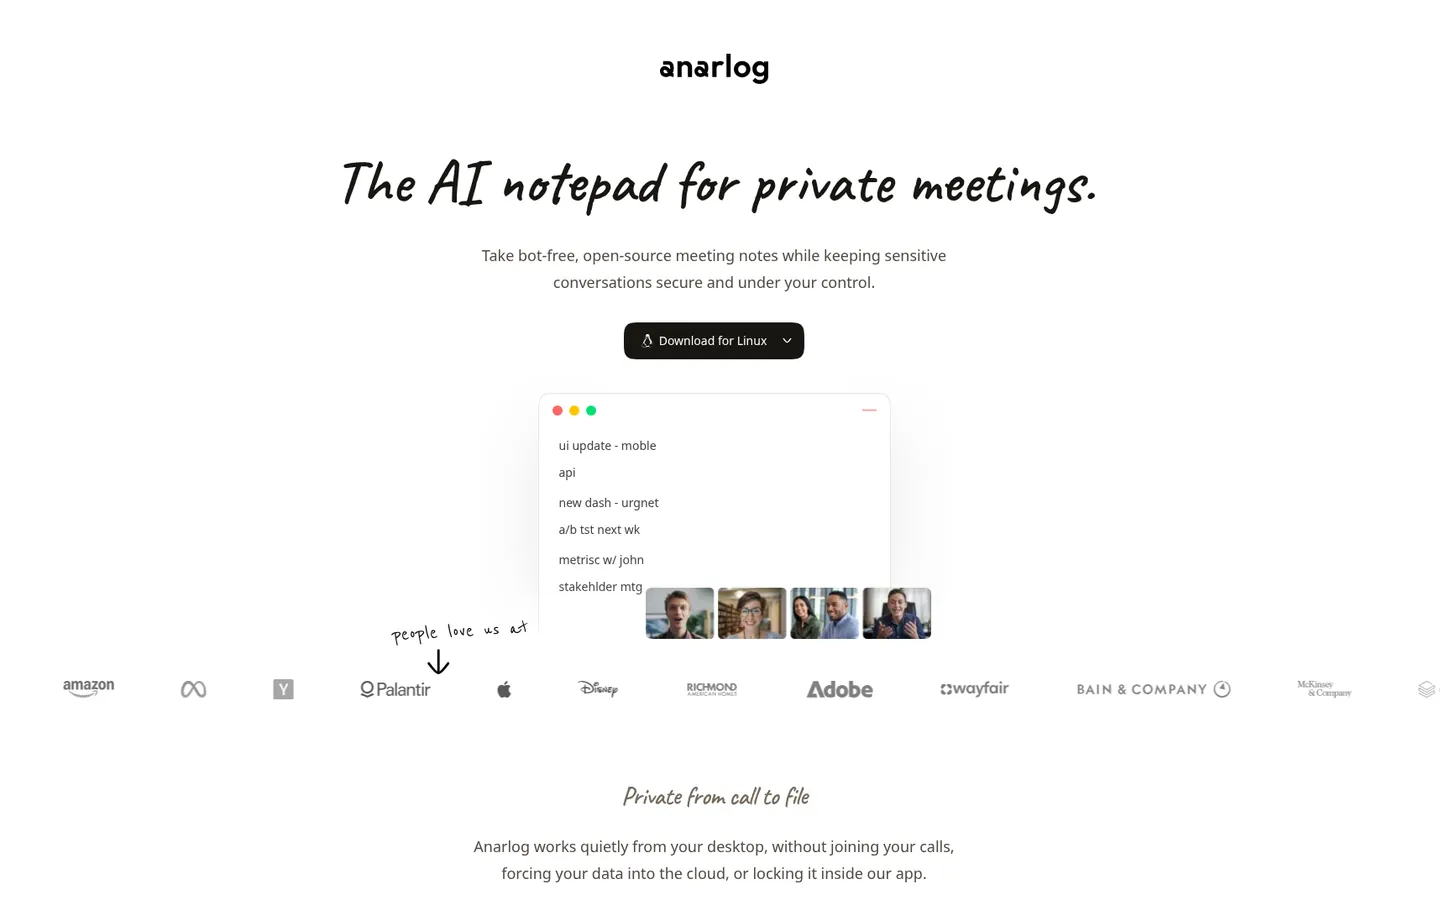 anarlog
The AI notepad for private meetings.
Take bot-free, open-source meeting notes while keeping sensitive
conversations secure and under your control.
Download for Linux
ui update - moble
api
new dash - urgnet
a/b tst next wk
metrisc w/ john
stakehlder mtg
people love us at
amazon
Y
Palantir
Disney
RICHMOND
AMERICAN HOMES
Adobe
wayfair
BAIN & COMPANY
McKinsey
& Company
Private from call to file
Anarlog works quietly from your desktop, without joining your calls,
forcing your data into the cloud, or locking it inside our app.